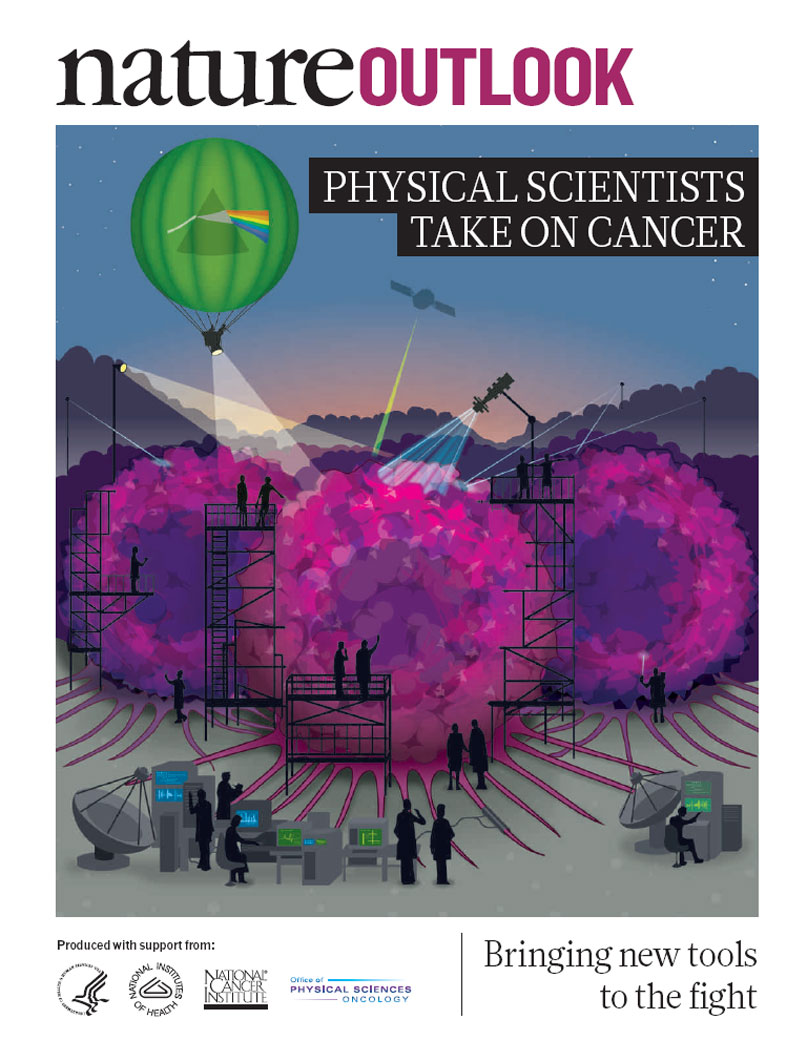 nature OUTLOOK
PHYSICAL SCIENTISTS
TAKE ON CANCER
Produced with support from:
NATIONAL INSTITUTES
OF HEALTH
NATIONAL
CANCER
INSTITUTE
Office of
PHYSICAL SCIENCES
ONCOLOGY
Bringing new tools
to the fight